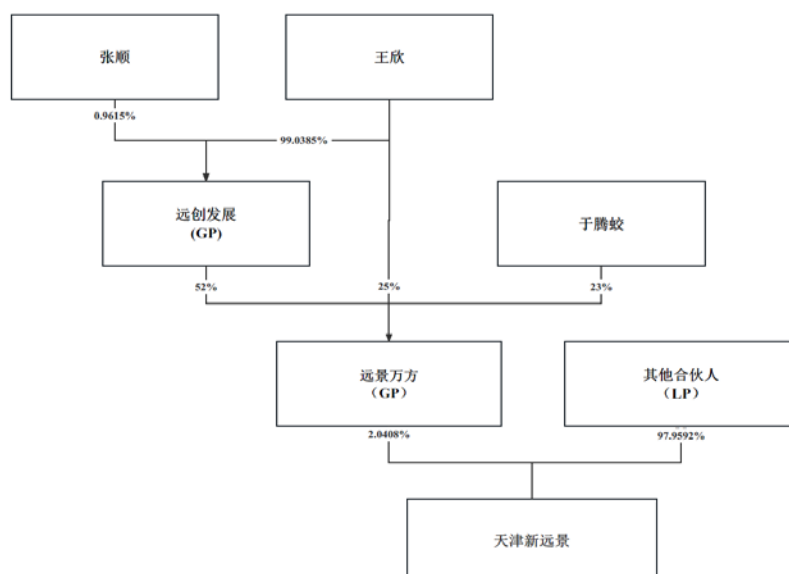 张顺
王欣
0.9615%
99.0385%
远创发展
(GP)
于腾蛟
52%
25%
23%
远景万方
（GP）
其他合伙人
（LP）
2.0408%
97.9592%
天津新远景